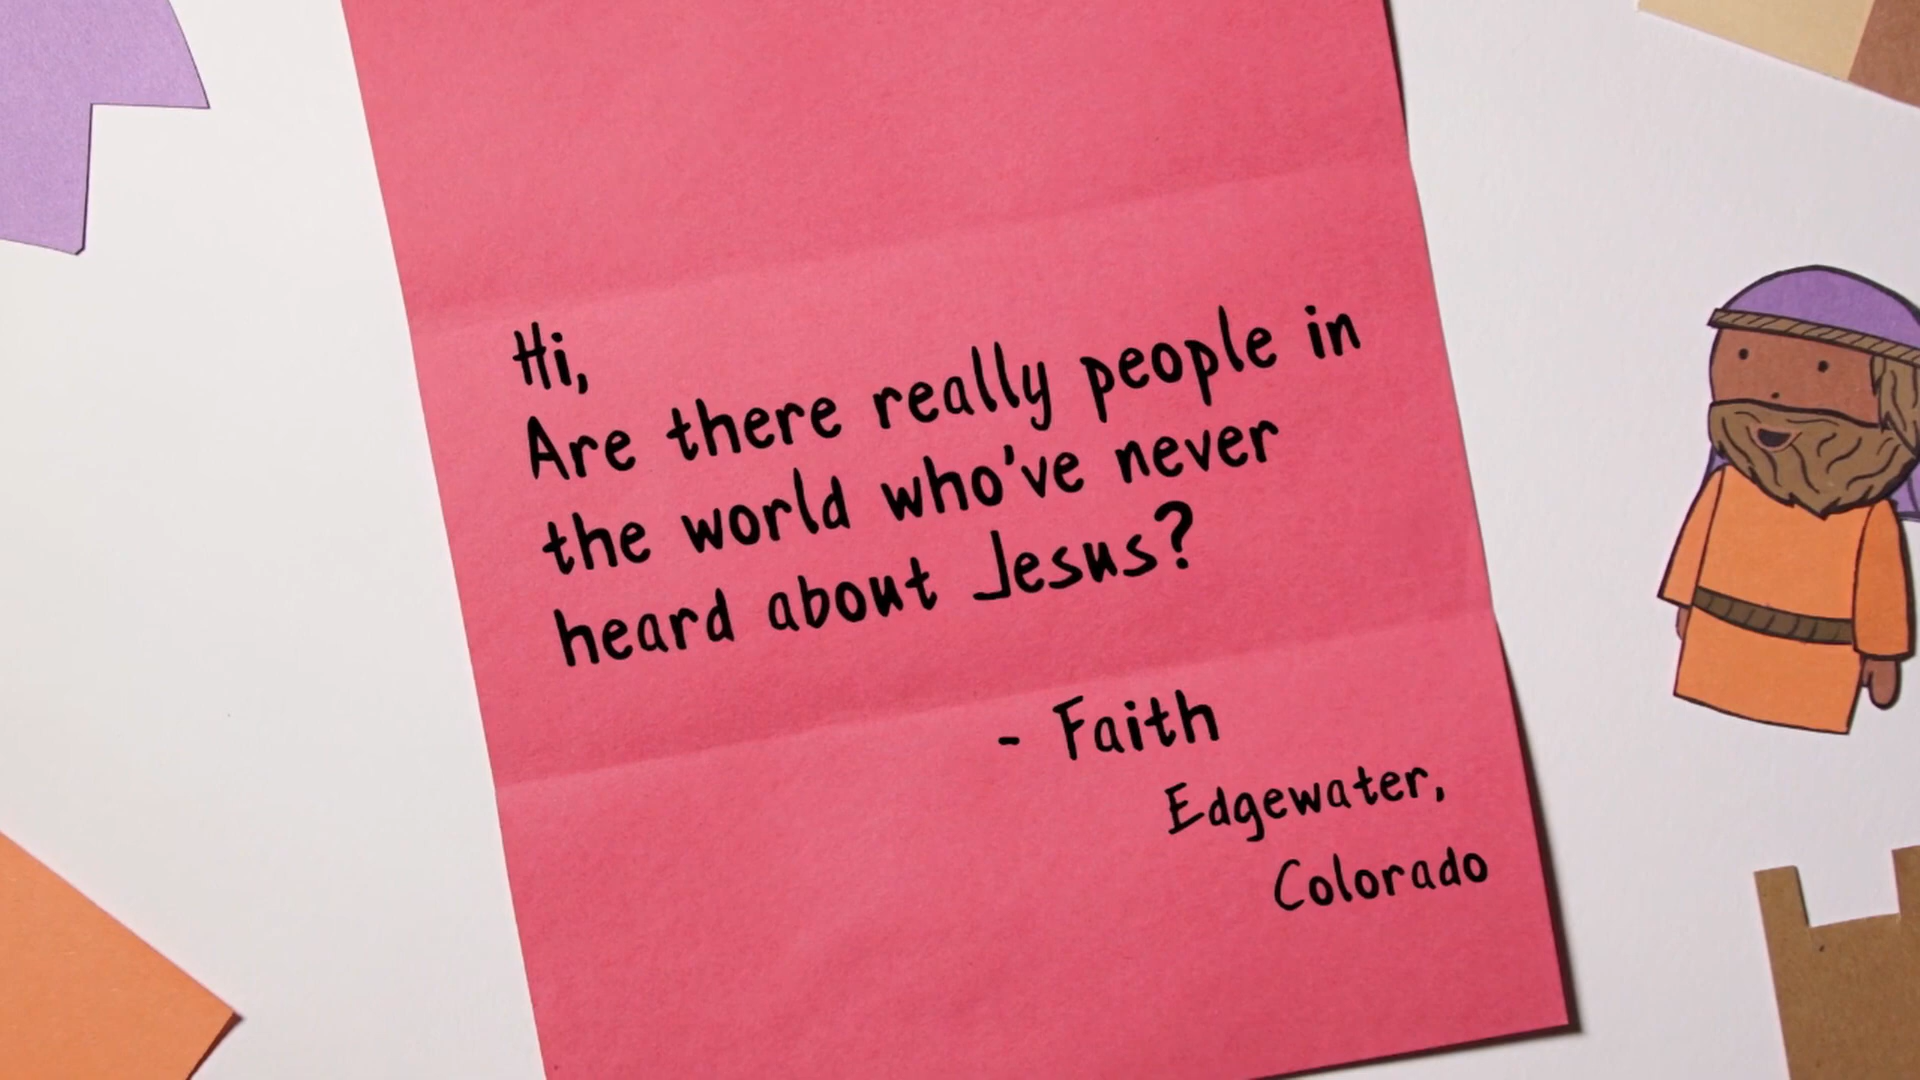 Hi,
Are there really people in
the world who've never
heard about Jesus?
- Faith
Edgewater,
Colorado